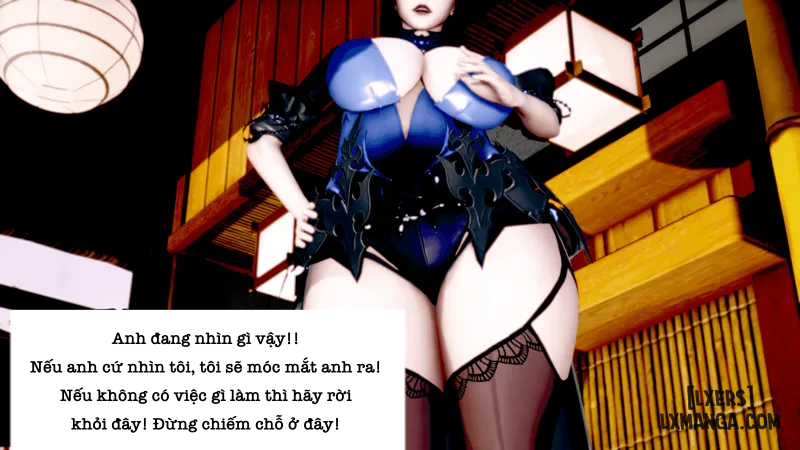 Anh đang nhìn gì vậy!!
Nếu anh cứ nhìn tôi, tôi sẽ móc mắt anh ra!
Nếu không có việc gì làm thì hãy rời
khỏi đây! Đừng chiếm chỗ ở đây!
[LXERS]
LXMANGA.COM